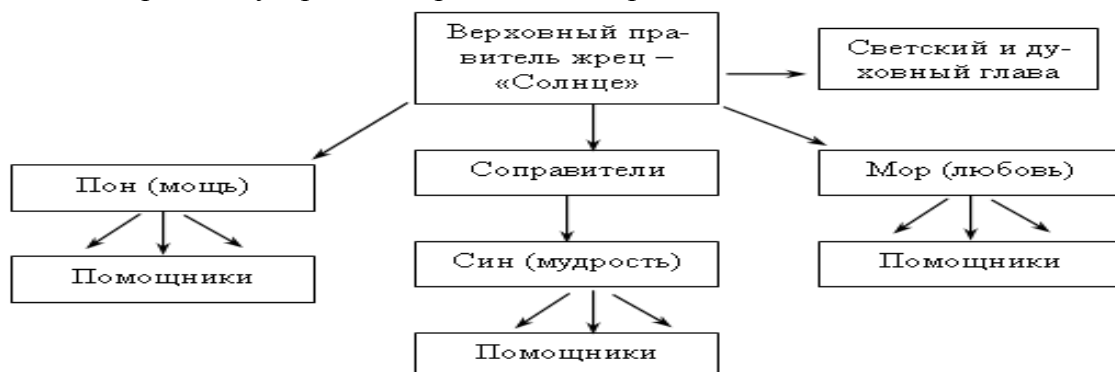 Верховный пра-
витель жрец –
«Солнце»
Светский и ду-
ховный глава
Пон (мощь)
Соправители
Мор (любовь)
Помощники
Син (мудрость)
Помощники
Помощники